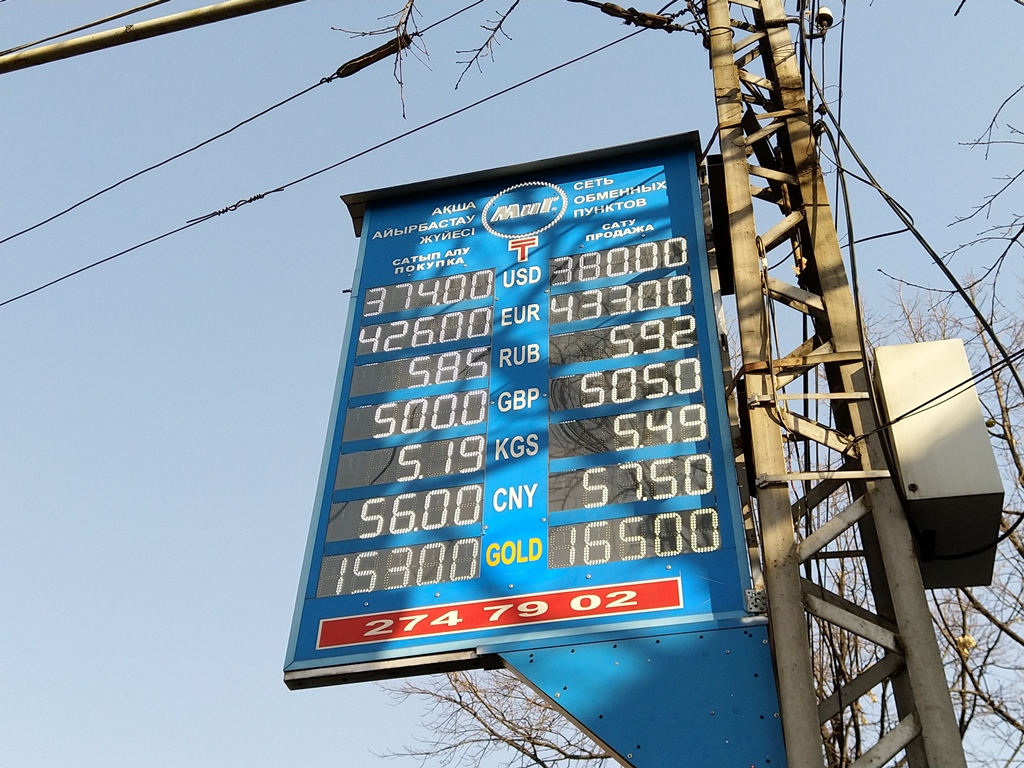 АҚША
АЙЫРБАСТАУ
ЖҮЙЕСІ
МиГ
СЕТЬ
ОБМЕННЫХ
ПУНКТОВ
САТЫП АЛУ
ПОКУПКА
₸
САТУ
ПРОДАЖА
374.00 USD 380.00
426.00 EUR 433.00
5.85 RUB 5.92
500.0 GBP 505.0
5.19 KGS 5.49
56.00 CNY 57.50
15300 GOLD 16500
274 79 02